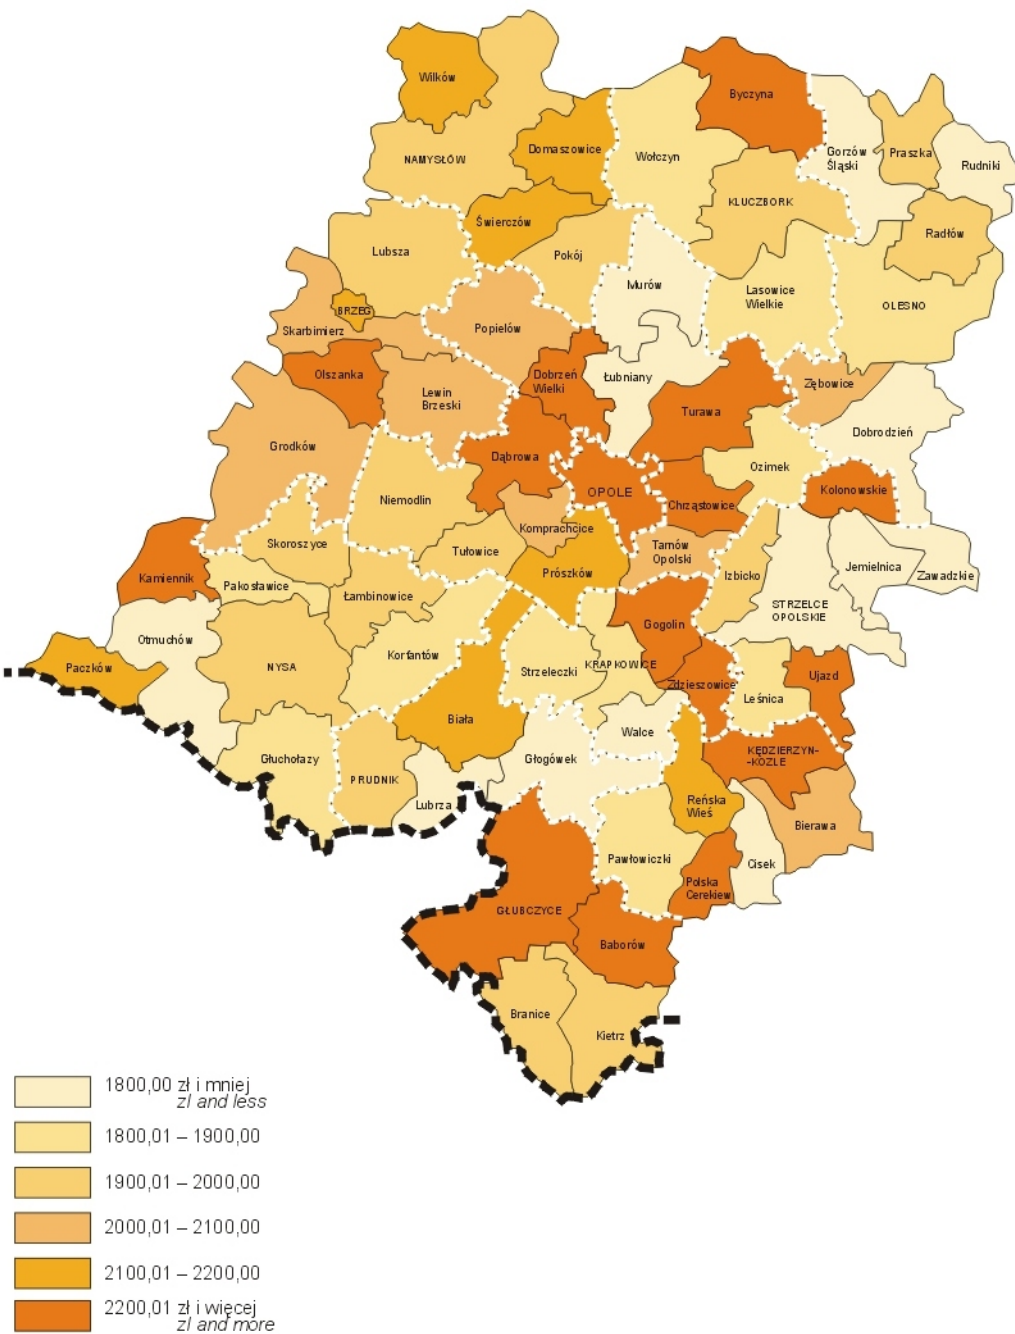 Wilków
Byczyna
Domaszowice
NAMYSŁÓW
Wołczyn
Gorzów
Śląski
Praszka
Rudniki
KLUCZBORK
Świerczów
Radłów
Lubsza
Pokój
Murów
Lasowice
Wielkie
OLESNO
BRZEG
Skarbimierz
Popielów
Olszanka
Dobrzeń
Wielki
Łubniany
Zębowice
Lewin
Brzeski
Turawa
Dobrodzień
Grodków
Dąbrowa
Ozimek
Niemodlin
OPOLE
Chrząstowice
Kolonowskie
Komprachcice
Skoroszyce
Tułowice
Tarnów
Opolski
Kamiennik
Pakosławice
Prószków
Izbicko
Jemielnica
Zawadzkie
Łambinowice
STRZELCE
OPOLSKIE
Otmuchów
Gogolin
Paczków
NYSA
Korfantów
Strzeleczki
KRAPKOWICE
Zdzieszowice
Leśnica
Ujazd
Biała
Walce
Głuchołazy
Głogówek
KĘDZIERZYN-
-KOZLE
PRUDNIK
Lubrza
Reńska
Wieś
Bierawa
Pawłowiczki
Cisek
Polska
Cerekiew
GŁUBCZYCE
Baborów
Branice
Kietrz
1800,00 zł i mniej
zl and less
1800,01 – 1900,00
1900,01 – 2000,00
2000,01 – 2100,00
2100,01 – 2200,00
2200,01 zł i więcej
zl and more